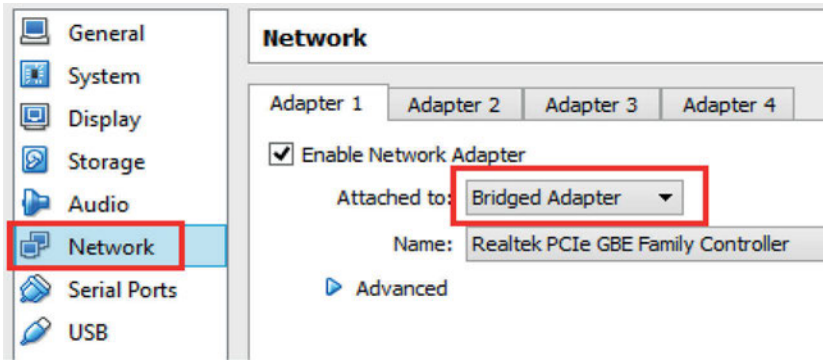 General
System
Display
Storage
Audio
Network
Serial Ports
USB
Network
Adapter 1 Adapter 2 Adapter 3 Adapter 4
Enable Network Adapter
Attached to: Bridged Adapter
Name: Realtek PCIe GBE Family Controller
Advanced